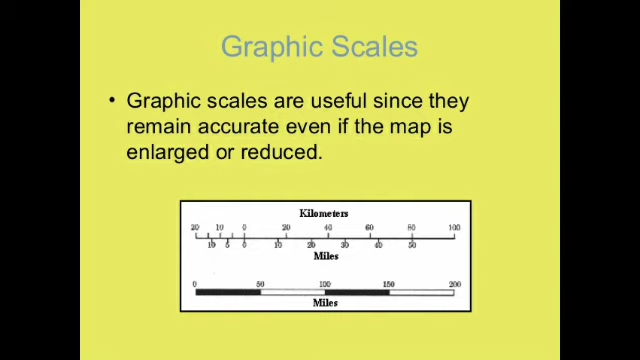 Graphic Scales
• Graphic scales are useful since they
remain accurate even if the map is
enlarged or reduced.
Kilometers
20 10 0 20 40 60 80 100
10 5 0 10 20 30 40 50
Miles
0 50 100 150 200
Miles